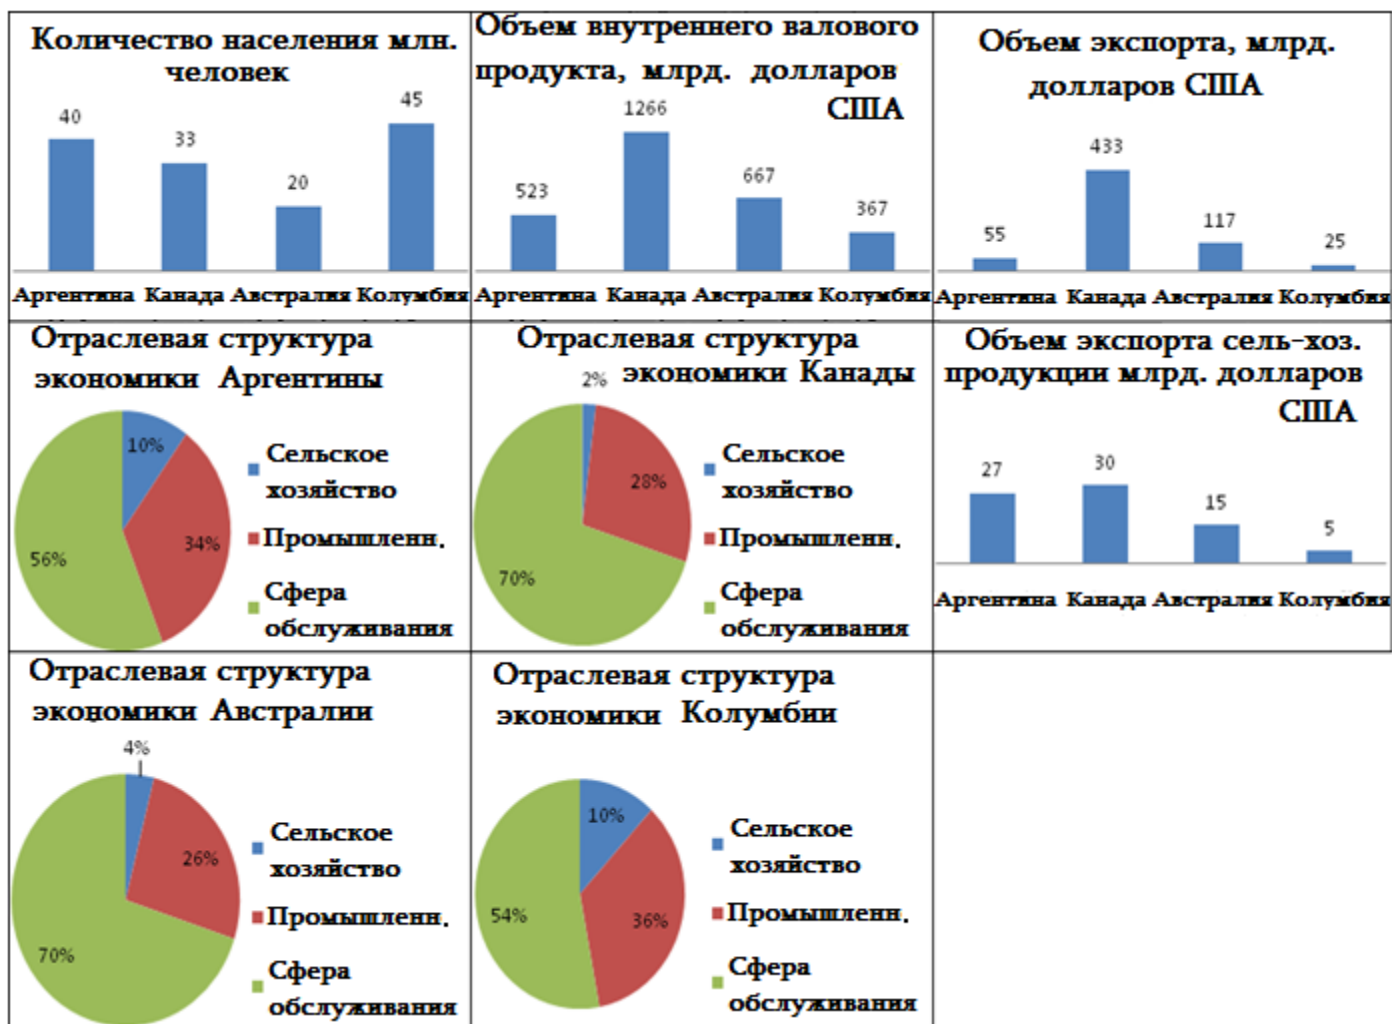 Количество населения млн.
человек
40
33
20
45
Аргентина Канада Австралия Колумбия
Объем внутреннего валового
продукта, млрд. долларов
США
523
1266
667
367
Аргентина Канада Австралия Колумбия
Объем экспорта, млрд.
долларов США
55
433
117
25
Аргентина Канада Австралия Колумбия
Отраслевая структура
экономики Аргентины
10%
34%
56%
Сельское
хозяйство
Промышленн.
Сфера
обслуживания
Отраслевая структура
экономики Канады
2%
28%
70%
Сельское
хозяйство
Промышленн.
Сфера
обслуживания
Объем экспорта сель-хоз.
продукции млрд. долларов
США
27
30
15
5
Аргентина Канада Австралия Колумбия
Отраслевая структура
экономики Австралии
4%
26%
70%
Сельское
хозяйство
Промышленн.
Сфера
обслуживания
Отраслевая структура
экономики Колумбии
10%
36%
54%
Сельское
хозяйство
Промышленн.
Сфера
обслуживания